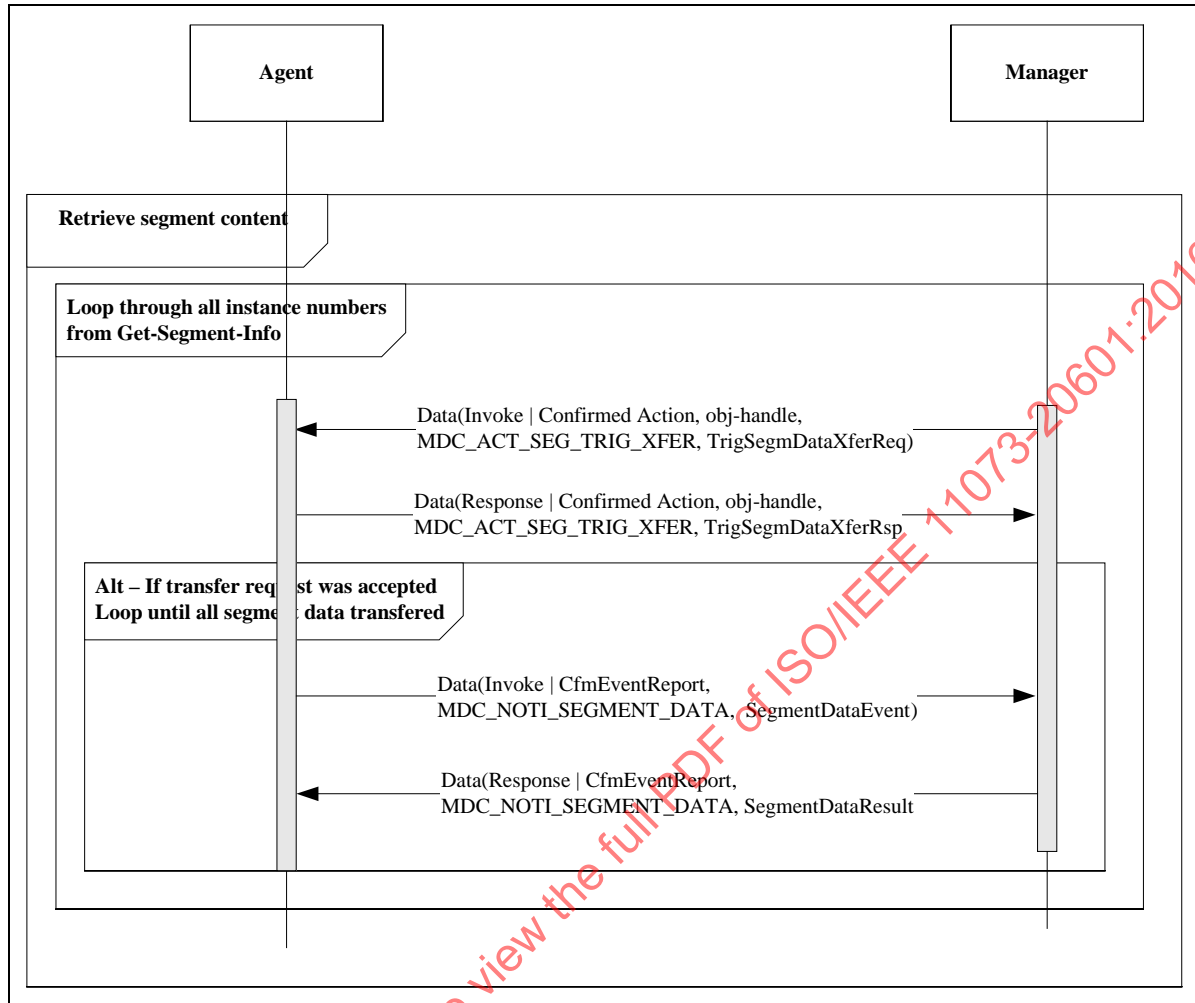 Agent
Manager
Retrieve segment content
Loop through all instance numbers
from Get-Segment-Info
Data(Invoke | Confirmed Action, obj-handle,
MDC_ACT_SEG_TRIG_XFER, TrigSegmDataXferReq)
Data(Response | Confirmed Action, obj-handle,
MDC_ACT_SEG_TRIG_XFER, TrigSegmDataXferRsp
Alt – If transfer request was accepted
Loop until all segment data transfered
Data(Invoke | CfmEventReport,
MDC_NOTI_SEGMENT_DATA, SegmentDataEvent)
Data(Response | CfmEventReport,
MDC_NOTI_SEGMENT_DATA, SegmentDataResult
view the full PDF of ISO/IEEE 11073-20601:201